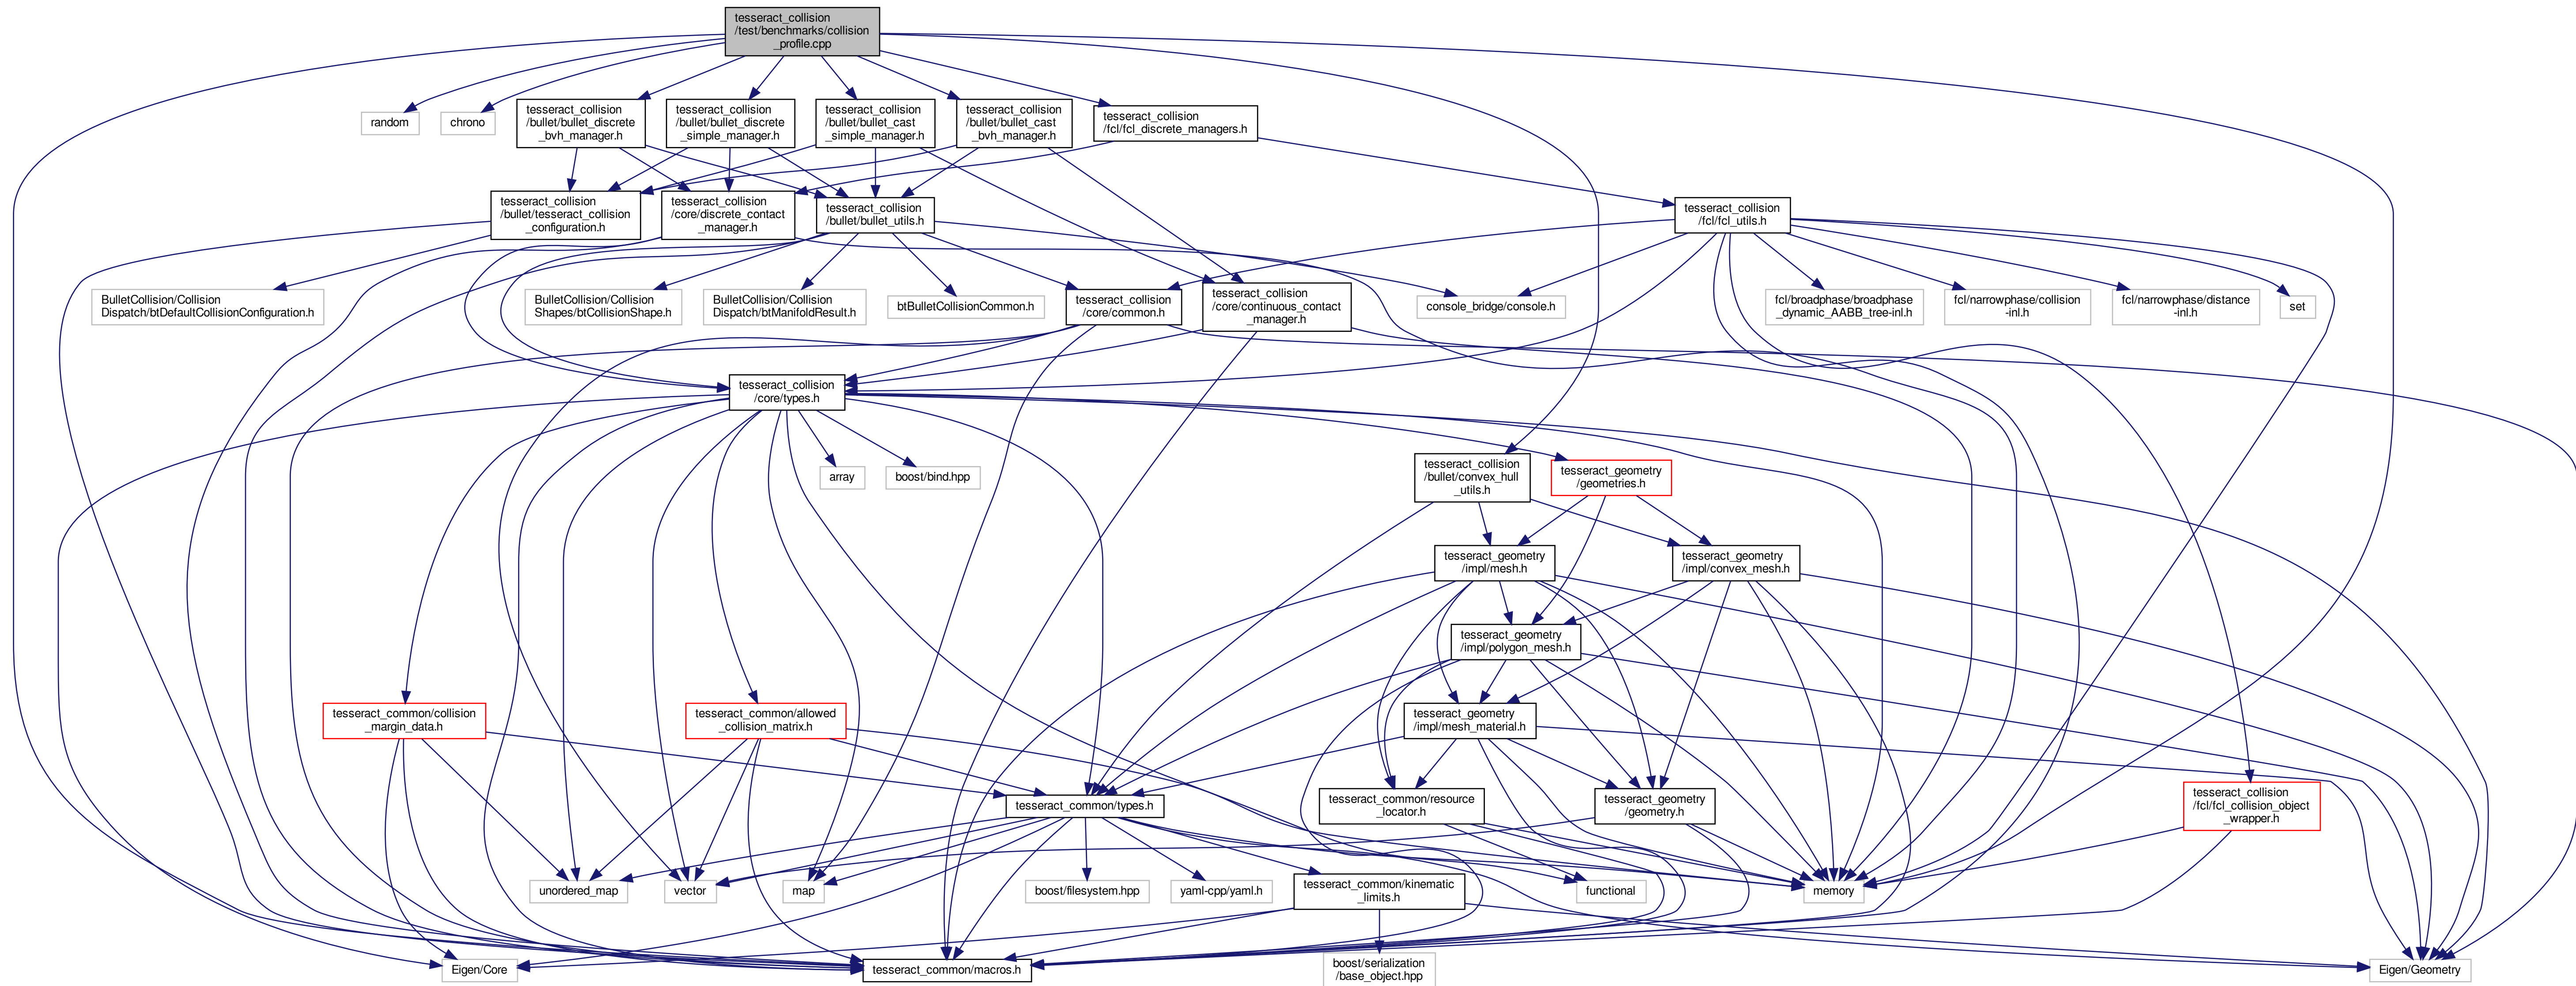 tesseract_collision
/test/benchmarks/collision
_profile.cpp
random
chrono
tesseract_collision
/bullet/bullet_discrete
_bvh_manager.h
tesseract_collision
/bullet/bullet_discrete
_simple_manager.h
tesseract_collision
/bullet/bullet_cast
_simple_manager.h
tesseract_collision
/bullet/bullet_cast
_bvh_manager.h
tesseract_collision
/fcl/fcl_discrete_managers.h
tesseract_collision
/bullet/tesseract_collision
_configuration.h
tesseract_collision
/core/discrete_contact
_manager.h
tesseract_collision
/bullet/bullet_utils.h
tesseract_collision
/fcl/fcl_utils.h
BulletCollision/Collision
Dispatch/btDefaultCollisionConfiguration.h
BulletCollision/Collision
Shapes/btCollisionShape.h
BulletCollision/Collision
Dispatch/btManifoldResult.h
btBulletCollisionCommon.h
tesseract_collision
/core/common.h
tesseract_collision
/core/continuous_contact
_manager.h
console_bridge/console.h
fcl/broadphase/broadphase
_dynamic_AABB_tree-inl.h
fcl/narrowphase/collision
-inl.h
fcl/narrowphase/distance
-inl.h
set
tesseract_collision
/core/types.h
array
boost/bind.hpp
tesseract_collision
/bullet/convex_hull
_utils.h
tesseract_geometry
/geometries.h
tesseract_geometry
/impl/mesh.h
tesseract_geometry
/impl/convex_mesh.h
tesseract_geometry
/impl/polygon_mesh.h
tesseract_common/collision
_margin_data.h
tesseract_common/allowed
_collision_matrix.h
tesseract_geometry
/impl/mesh_material.h
tesseract_common/types.h
tesseract_common/resource
_locator.h
tesseract_geometry
/geometry.h
tesseract_collision
/fcl/fcl_collision_object
_wrapper.h
unordered_map
vector
map
boost/filesystem.hpp
yaml-cpp/yaml.h
tesseract_common/kinematic
_limits.h
functional
memory
Eigen/Core
tesseract_common/macros.h
boost/serialization
/base_object.hpp
Eigen/Geometry